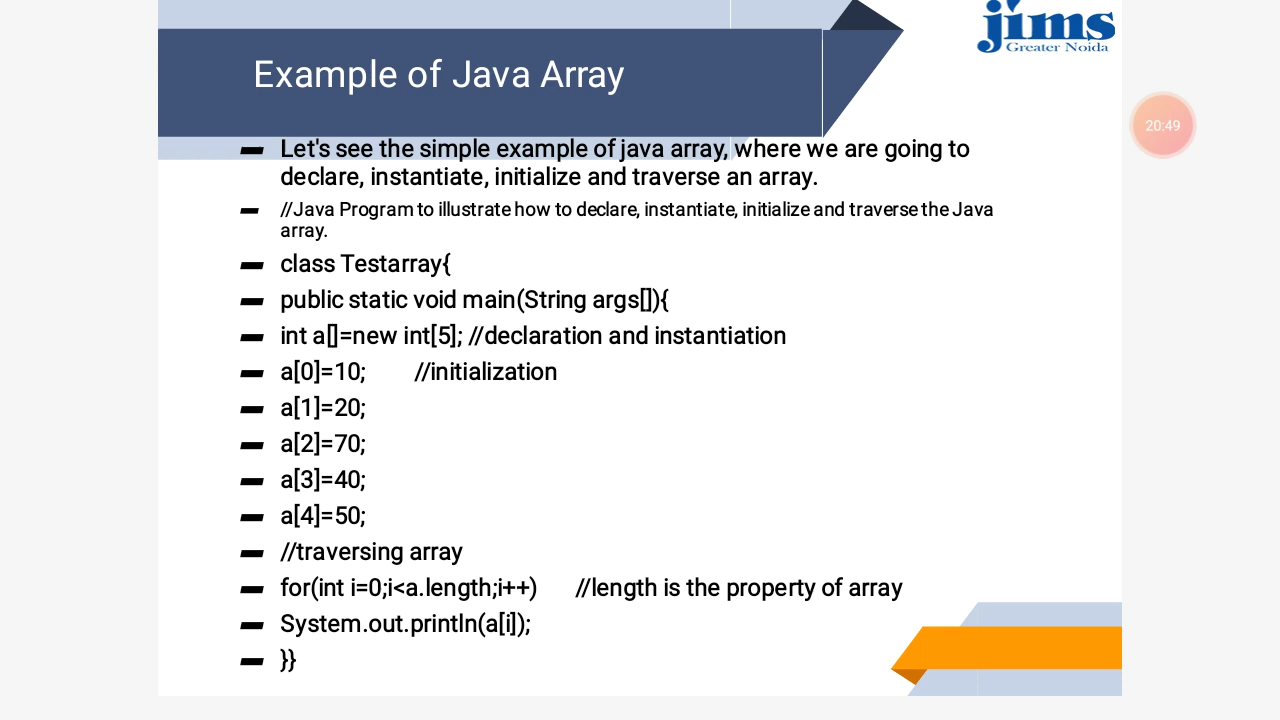 jims
Greater Noida
Example of Java Array
20:49
Let's see the simple example of java array, where we are going to
declare, instantiate, initialize and traverse an array.
//Java Program to illustrate how to declare, instantiate, initialize and traverse the Java
array.
class Testarray{
public static void main(String args[]){
int a[]=new int[5]; //declaration and instantiation
a[0]=10; //initialization
a[1]=20;
a[2]=70;
a[3]=40;
a[4]=50;
//traversing array
for(int i=0;i<a.length;i++) //length is the property of array
System.out.println(a[i]);
}}